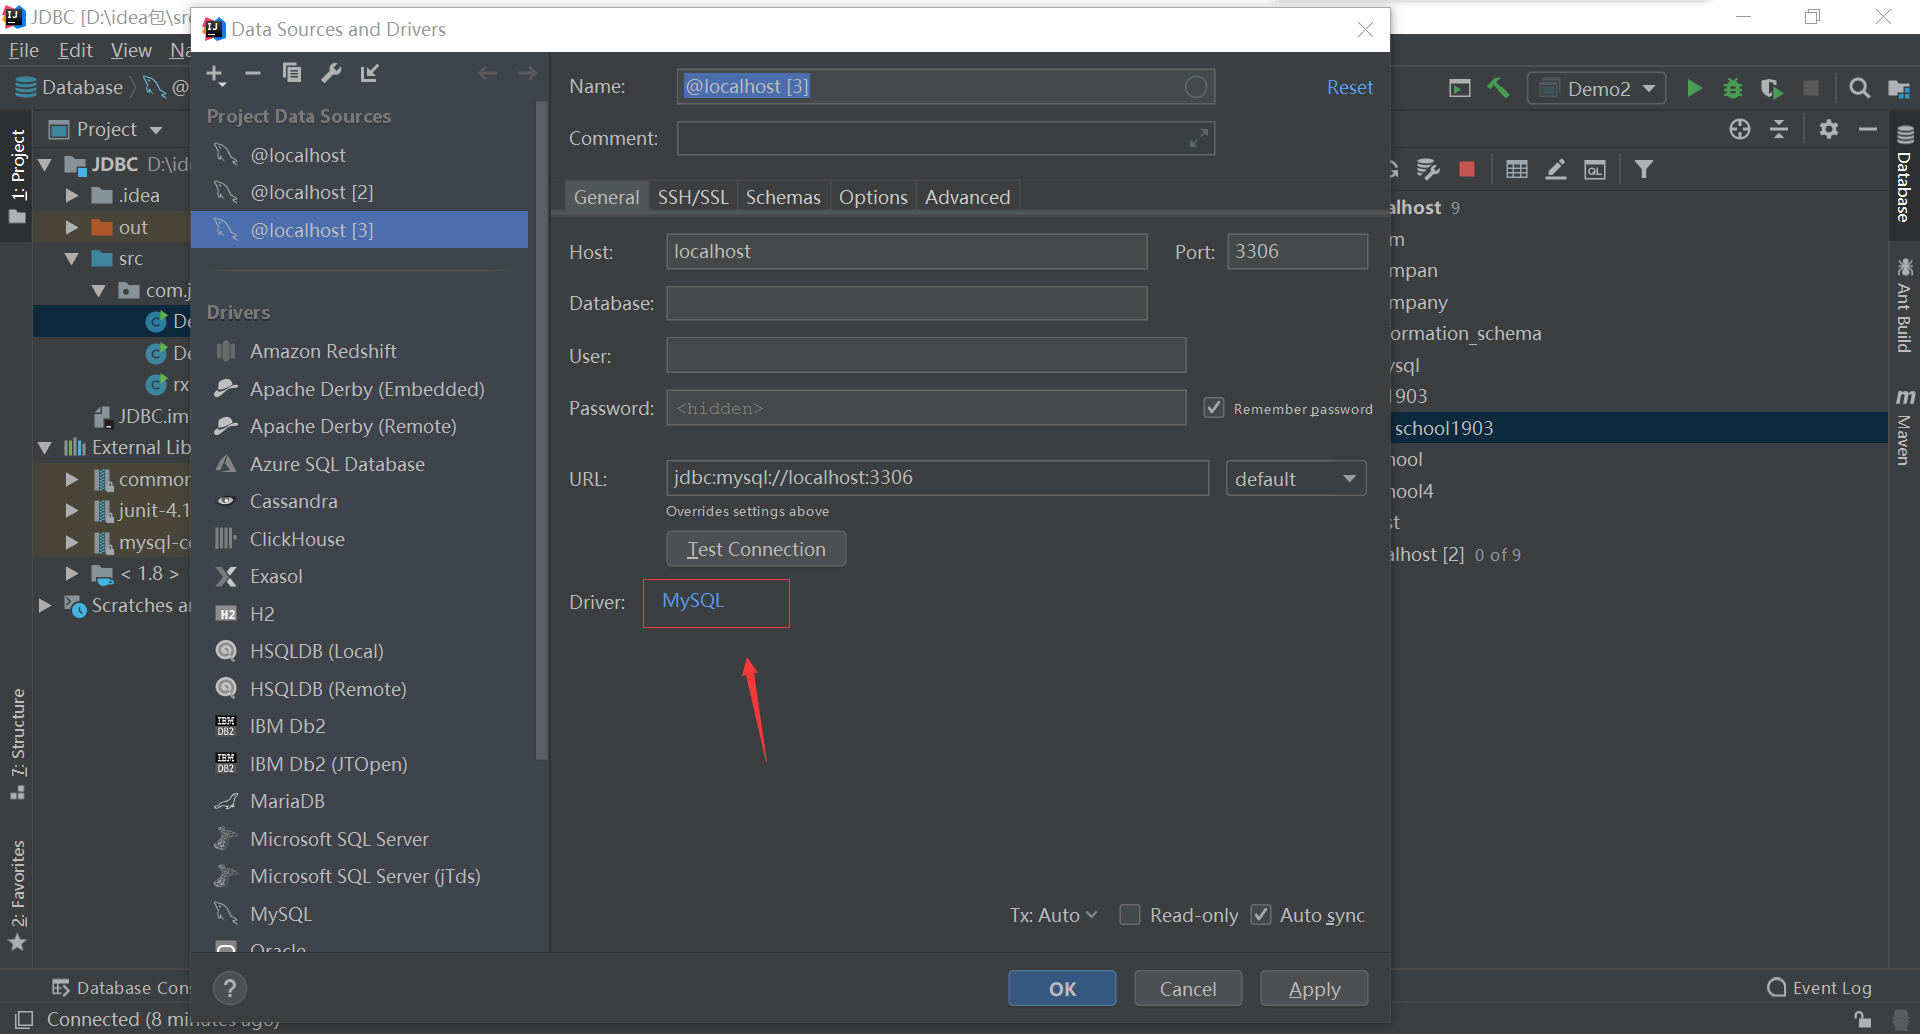 JDBC [D:\idea包\src
File Edit View Na
Database
@
Demo2
1: Project
7: Structure
2: Favorites
Project
JDBC D:\id
.idea
out
src
com.j
De
De
rx
JDBC.iml
External Lib
common
junit-4.1
mysql-co
< 1.8 >
Scratches a
Data Sources and Drivers
Project Data Sources
@localhost
@localhost [2]
@localhost [3]
Drivers
Amazon Redshift
Apache Derby (Embedded)
Apache Derby (Remote)
Azure SQL Database
Cassandra
ClickHouse
Exasol
H2
HSQLDB (Local)
HSQLDB (Remote)
IBM Db2
IBM Db2 (JTOpen)
MariaDB
Microsoft SQL Server
Microsoft SQL Server (jTds)
MySQL
Oracle
Name: @localhost [3] Reset
Comment:
General SSH/SSL Schemas Options Advanced
Host: localhost Port: 3306
Database:
User:
Password: <hidden> Remember password
URL: jdbc:mysql://localhost:3306 default
Overrides settings above
Test Connection
Driver: MySQL
Tx: Auto Read-only Auto sync
? OK Cancel Apply
alhost 9
m
mpan
mpany
ormation_schema
ysql
1903
school1903
hool
hool4
st
alhost [2] 0 of 9
Database
Ant Build
Maven
Database Con
Event Log
Connected (8 minutes ago)